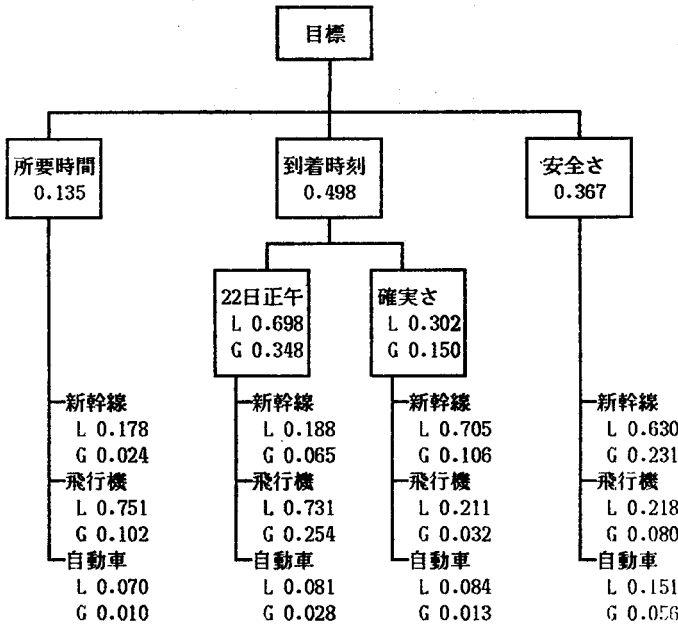 目標
所要時間
0.135
到着時刻
0.498
安全さ
0.367
22日正午
L 0.698
G 0.348
確実さ
L 0.302
G 0.150
新幹線
L 0.178
G 0.024
飛行機
L 0.751
G 0.102
自動車
L 0.070
G 0.010
新幹線
L 0.188
G 0.065
飛行機
L 0.731
G 0.254
自動車
L 0.081
G 0.028
新幹線
L 0.705
G 0.106
飛行機
L 0.211
G 0.032
自動車
L 0.084
G 0.013
新幹線
L 0.630
G 0.231
飛行機
L 0.218
G 0.080
自動車
L 0.151
G 0.056